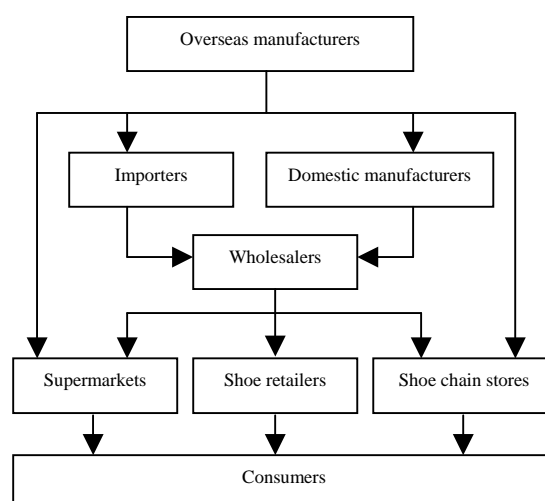 Overseas manufacturers
Importers
Domestic manufacturers
Wholesalers
Supermarkets
Shoe retailers
Shoe chain stores
Consumers